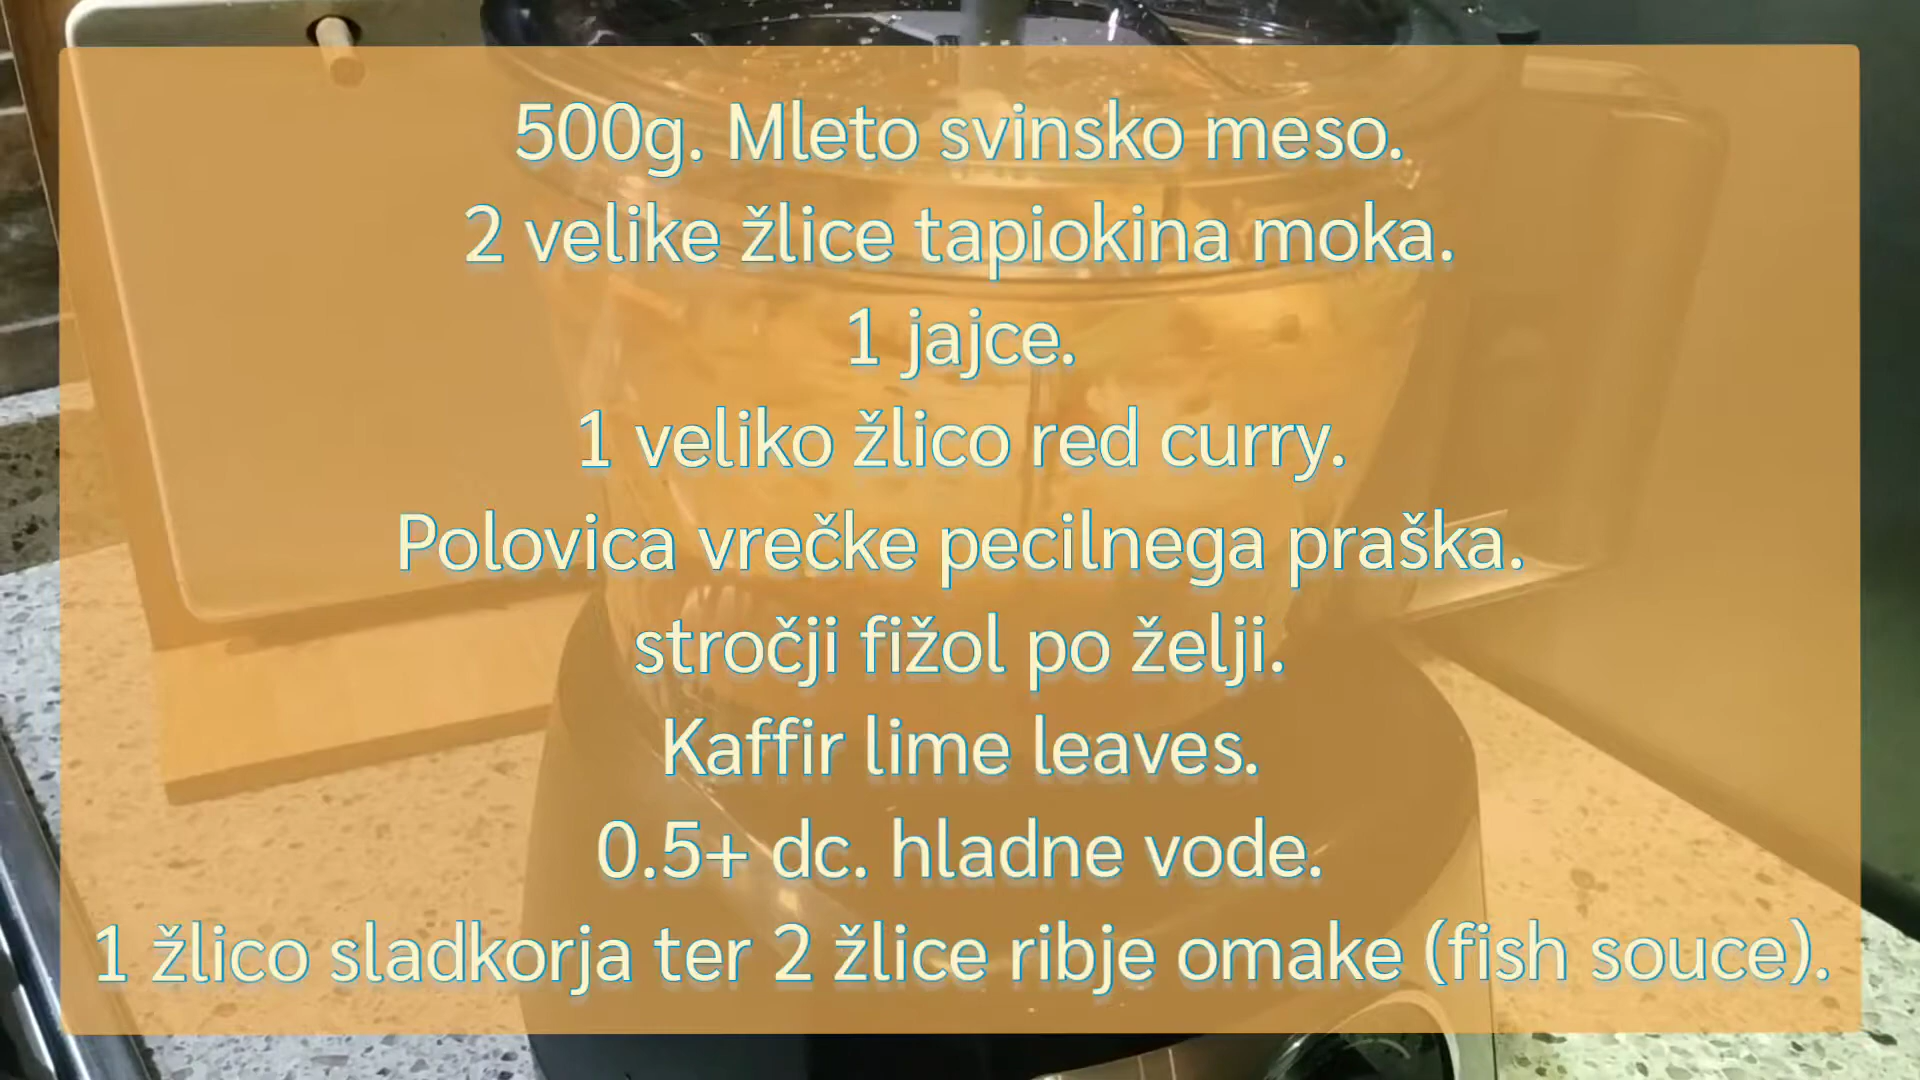 500g. Mleto svinsko meso.
2 velike žlice tapiokina moka.
1 jajce.
1 veliko žlico red curry.
Polovica vrečke pecilnega praška.
stročji fižol po želji.
Kaffir lime leaves.
0.5+ dc. hladne vode.
1 žlico sladkorja ter 2 žlice ribje omake (fish souce).